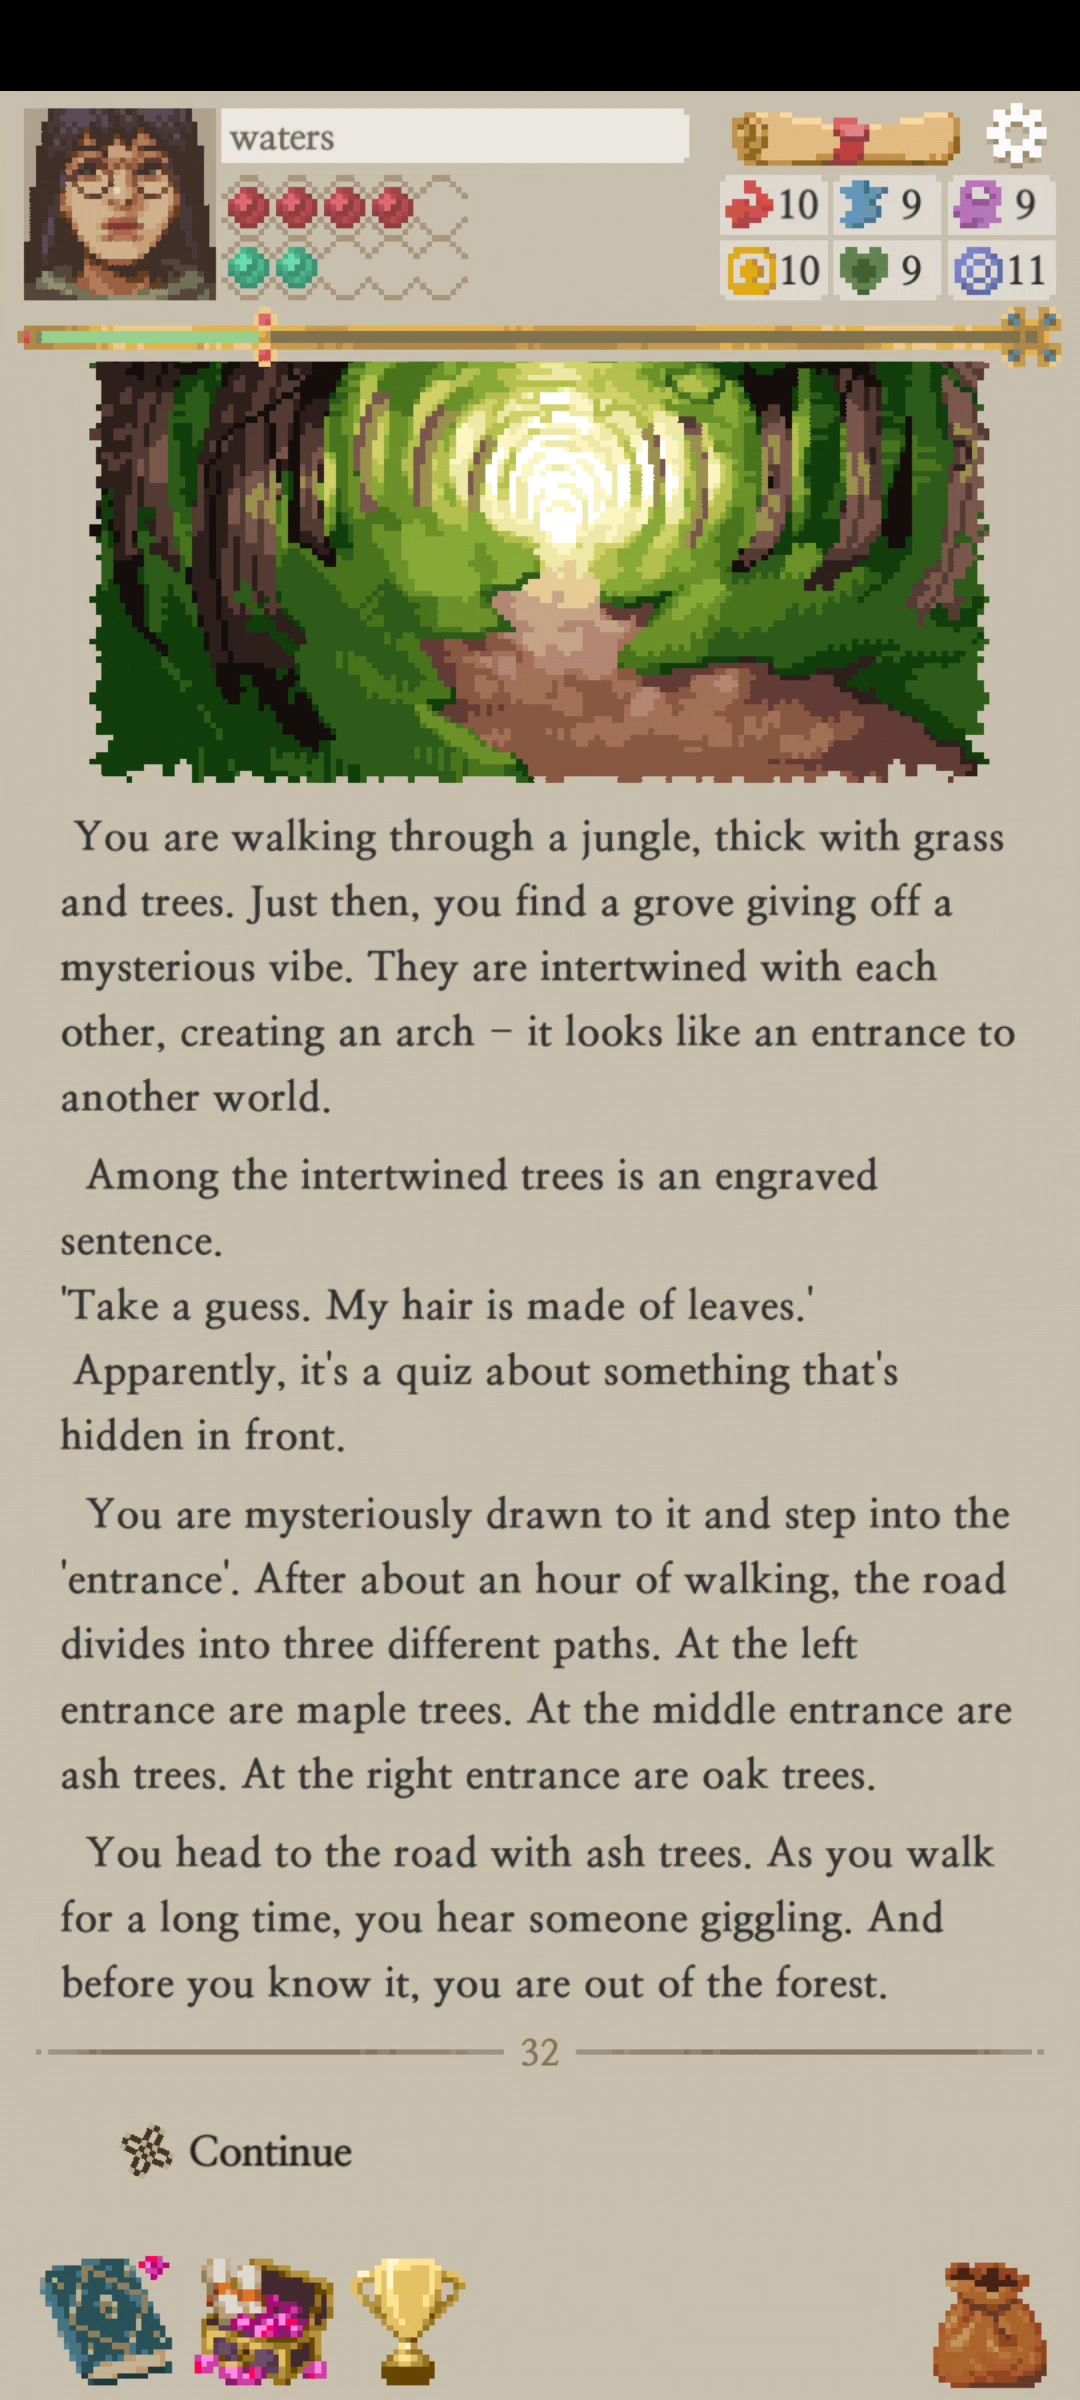 waters
10 9 9
10 9 11
You are walking through a jungle, thick with grass
and trees. Just then, you find a grove giving off a
mysterious vibe. They are intertwined with each
other, creating an arch – it looks like an entrance to
another world.
Among the intertwined trees is an engraved
sentence.
'Take a guess. My hair is made of leaves.'
Apparently, it's a quiz about something that's
hidden in front.
You are mysteriously drawn to it and step into the
'entrance'. After about an hour of walking, the road
divides into three different paths. At the left
entrance are maple trees. At the middle entrance are
ash trees. At the right entrance are oak trees.
You head to the road with ash trees. As you walk
for a long time, you hear someone giggling. And
before you know it, you are out of the forest.
32
Continue